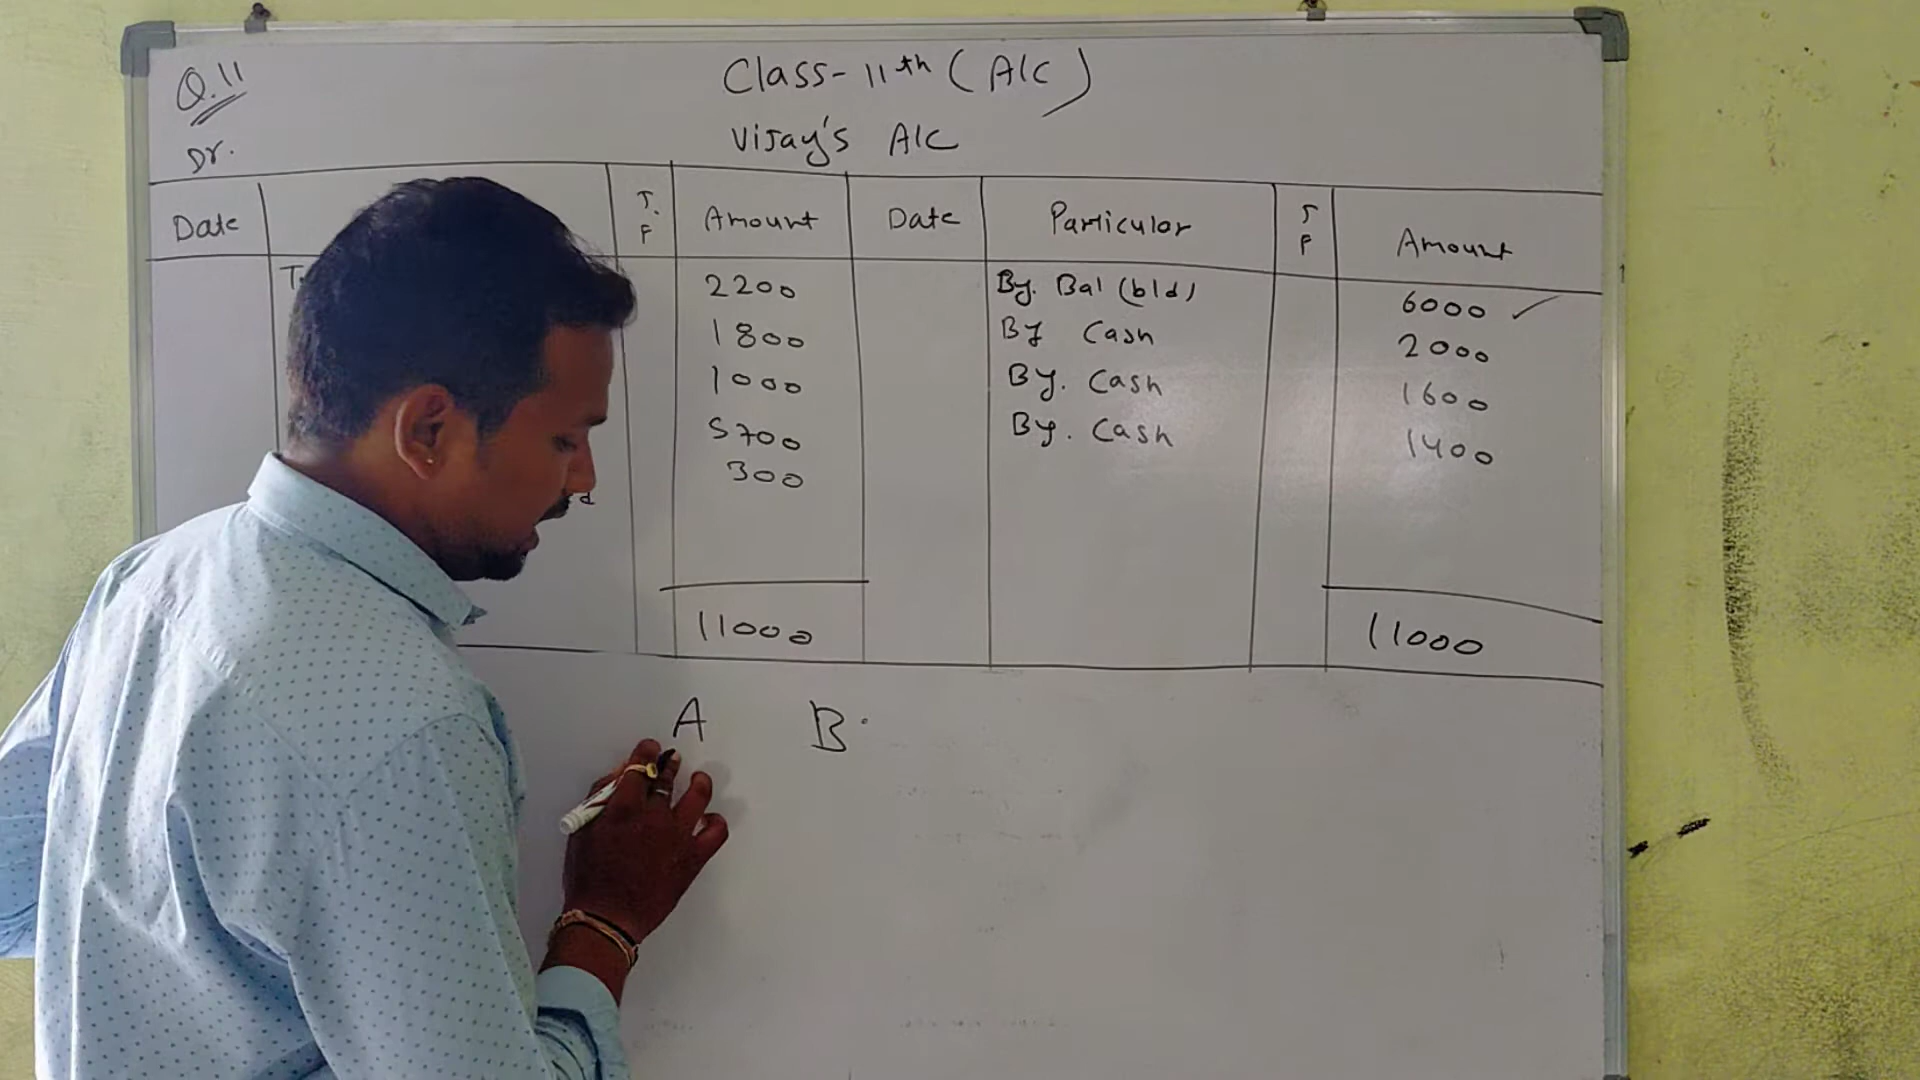 Q.11
Class-11th (A/C)
Dr.
Vijay's A/C
Date J.F Amount Date Particular JF Amount
2200 By. Bal (b/d) 6000 ✓
1800 By Cash 2000
1000 By. Cash 1600
5700 By. Cash 1400
300
11000 11000
A B.